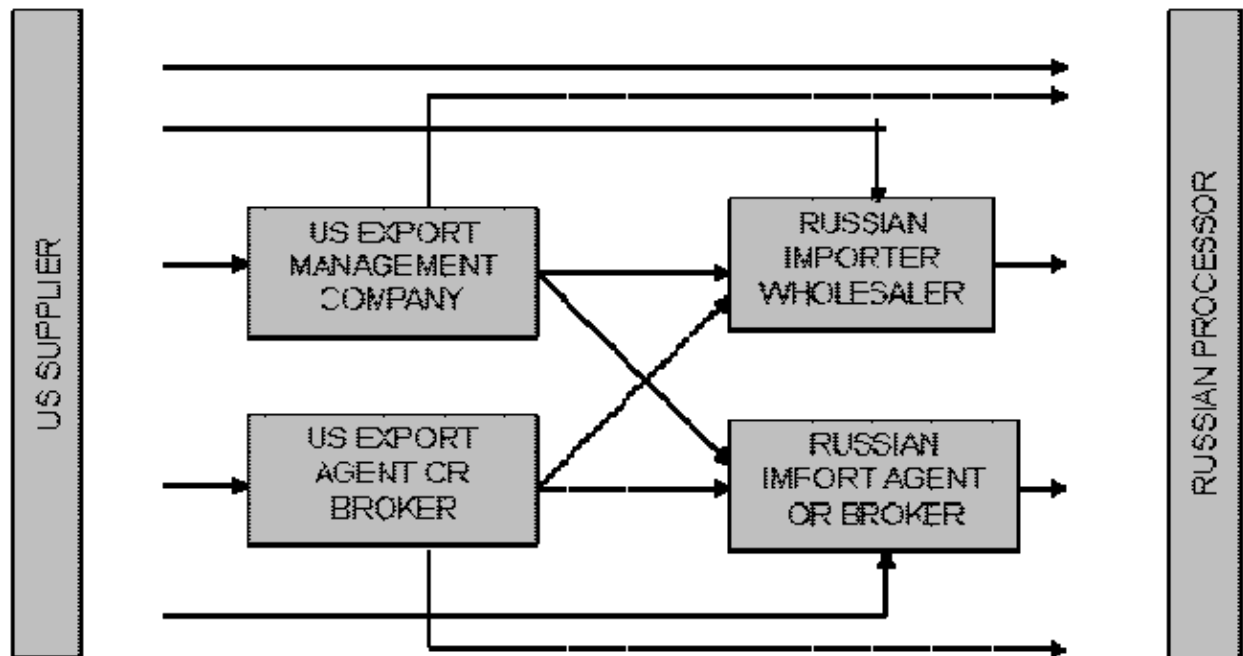 US SUPPLIER
US EXPORT
MANAGEMENT
COMPANY
RUSSIAN
IMPORTER
WHOLESALER
US EXPORT
AGENT CR
BROKER
RUSSIAN
IMFORT AGENT
OR BROKER
RUSSIAN PROCESSOR